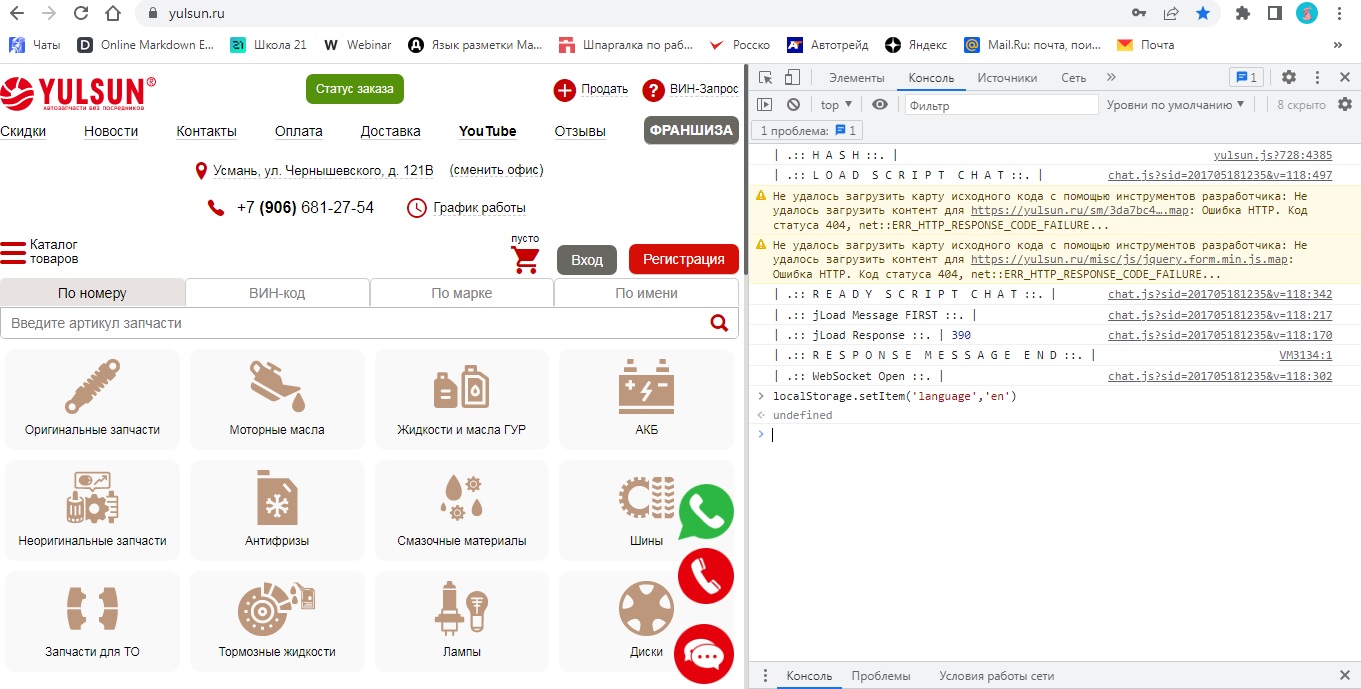 yulsun.ru
Чаты
Online Markdown E...
21 Школа 21
W Webinar
Язык разметки Ma...
Шпаргалка по раб...
Росско
Автотрейд
Яндекс
Mail.Ru: почта, пои...
Почта
»
YULSUN®
Автозапчасти без посредников
Статус заказа
Продать
? ВИН-Запрос
Скидки
Новости
Контакты
Оплата
Доставка
YouTube
Отзывы
ФРАНШИЗА
Усмань, ул. Чернышевского, д. 121В
(сменить офис)
+7 (906) 681-27-54
График работы
Каталог
товаров
пусто
Вход
Регистрация
По номеру
ВИН-код
По марке
По имени
Введите артикул запчасти
Оригинальные запчасти
Моторные масла
Жидкости и масла ГУР
АКБ
Неоригинальные запчасти
Антифризы
Смазочные материалы
Шины
Запчасти для ТО
Тормозные жидкости
Лампы
Диски
Элементы
Консоль
Источники
Сеть
»
1
top ▼
Фильтр
Уровни по умолчанию ▼
8 скрыто
1 проблема: 1
| .:: H A S H ::. | yulsun.js?728:4385
| .:: L O A D S C R I P T C H A T ::. | chat.js?sid=201705181235&v=118:497
Не удалось загрузить карту исходного кода с помощью инструментов разработчика: Не
удалось загрузить контент для https://yulsun.ru/sm/3da7bc4….map: Ошибка HTTP. Код
статуса 404, net::ERR_HTTP_RESPONSE_CODE_FAILURE...
Не удалось загрузить карту исходного кода с помощью инструментов разработчика: Не
удалось загрузить контент для https://yulsun.ru/misc/js/jquery.form.min.js.map:
Ошибка HTTP. Код статуса 404, net::ERR_HTTP_RESPONSE_CODE_FAILURE...
| .:: R E A D Y S C R I P T C H A T ::. | chat.js?sid=201705181235&v=118:342
| .:: jLoad Message FIRST ::. | chat.js?sid=201705181235&v=118:217
| .:: jLoad Response ::. | 390 chat.js?sid=201705181235&v=118:170
| .:: R E S P O N S E M E S S A G E E N D ::. | VM3134:1
| .:: WebSocket Open ::. | chat.js?sid=201705181235&v=118:302
> localStorage.setItem('language','en')
undefined
>
Консоль
Проблемы
Условия работы сети